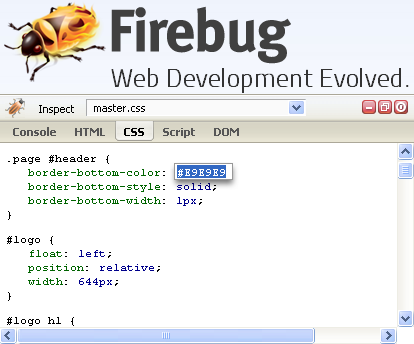 Firebug
Web Development Evolved.
Inspect master.css
Console HTML CSS Script DOM
.page #header {
border-bottom-color: #E9E9E9
border-bottom-style: solid;
border-bottom-width: 1px;
}
#logo {
float: left;
position: relative;
width: 644px;
}
#logo h1 {